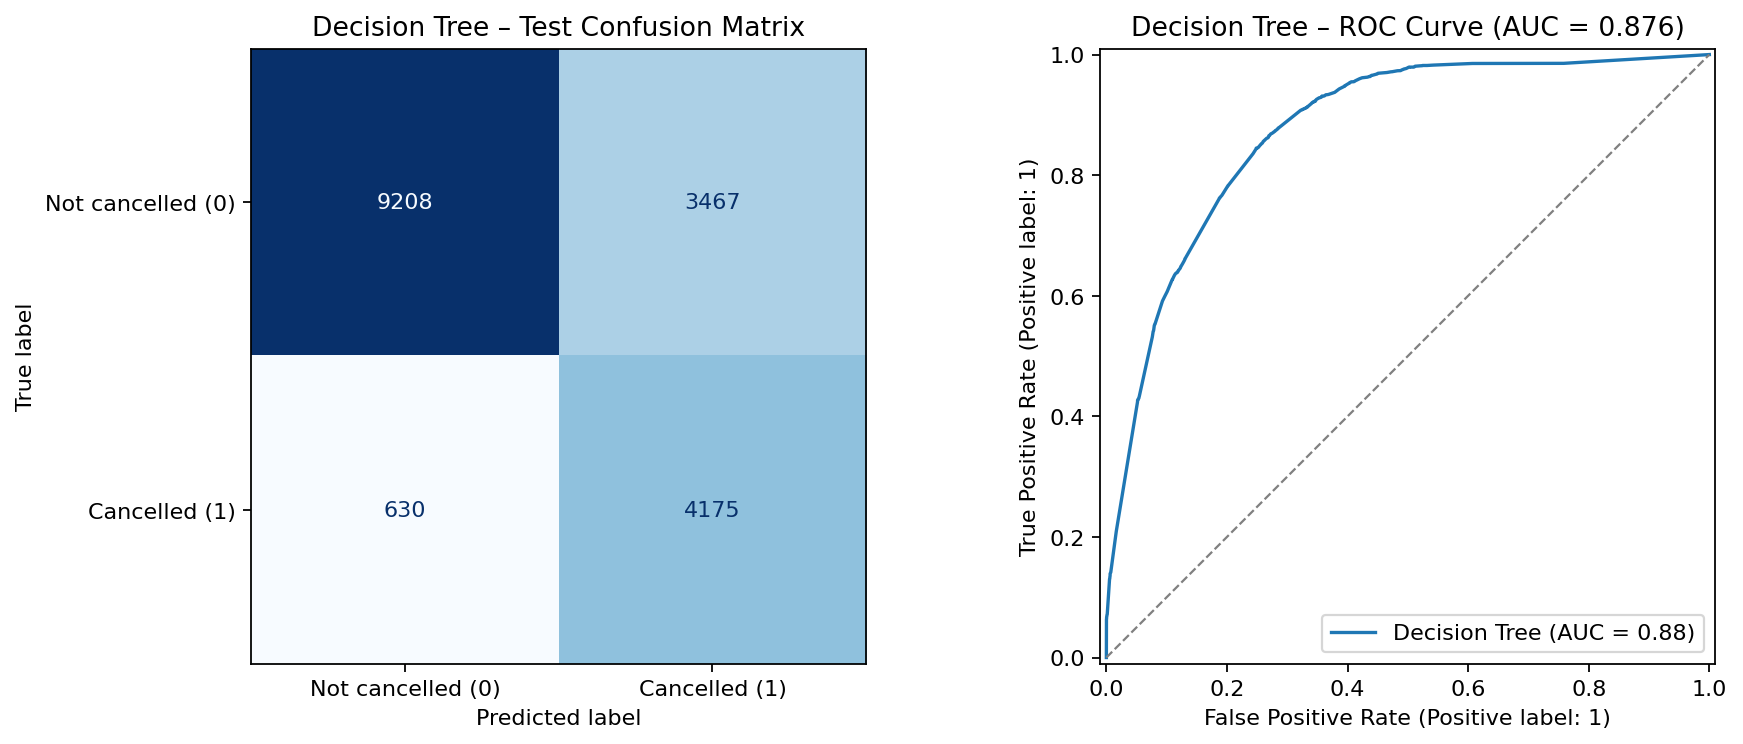 Decision Tree – Test Confusion Matrix
True label
Not cancelled (0)
Cancelled (1)
9208
3467
630
4175
Not cancelled (0)
Cancelled (1)
Predicted label
Decision Tree – ROC Curve (AUC = 0.876)
True Positive Rate (Positive label: 1)
1.0
0.8
0.6
0.4
0.2
0.0
Decision Tree (AUC = 0.88)
0.0
0.2
0.4
0.6
0.8
1.0
False Positive Rate (Positive label: 1)